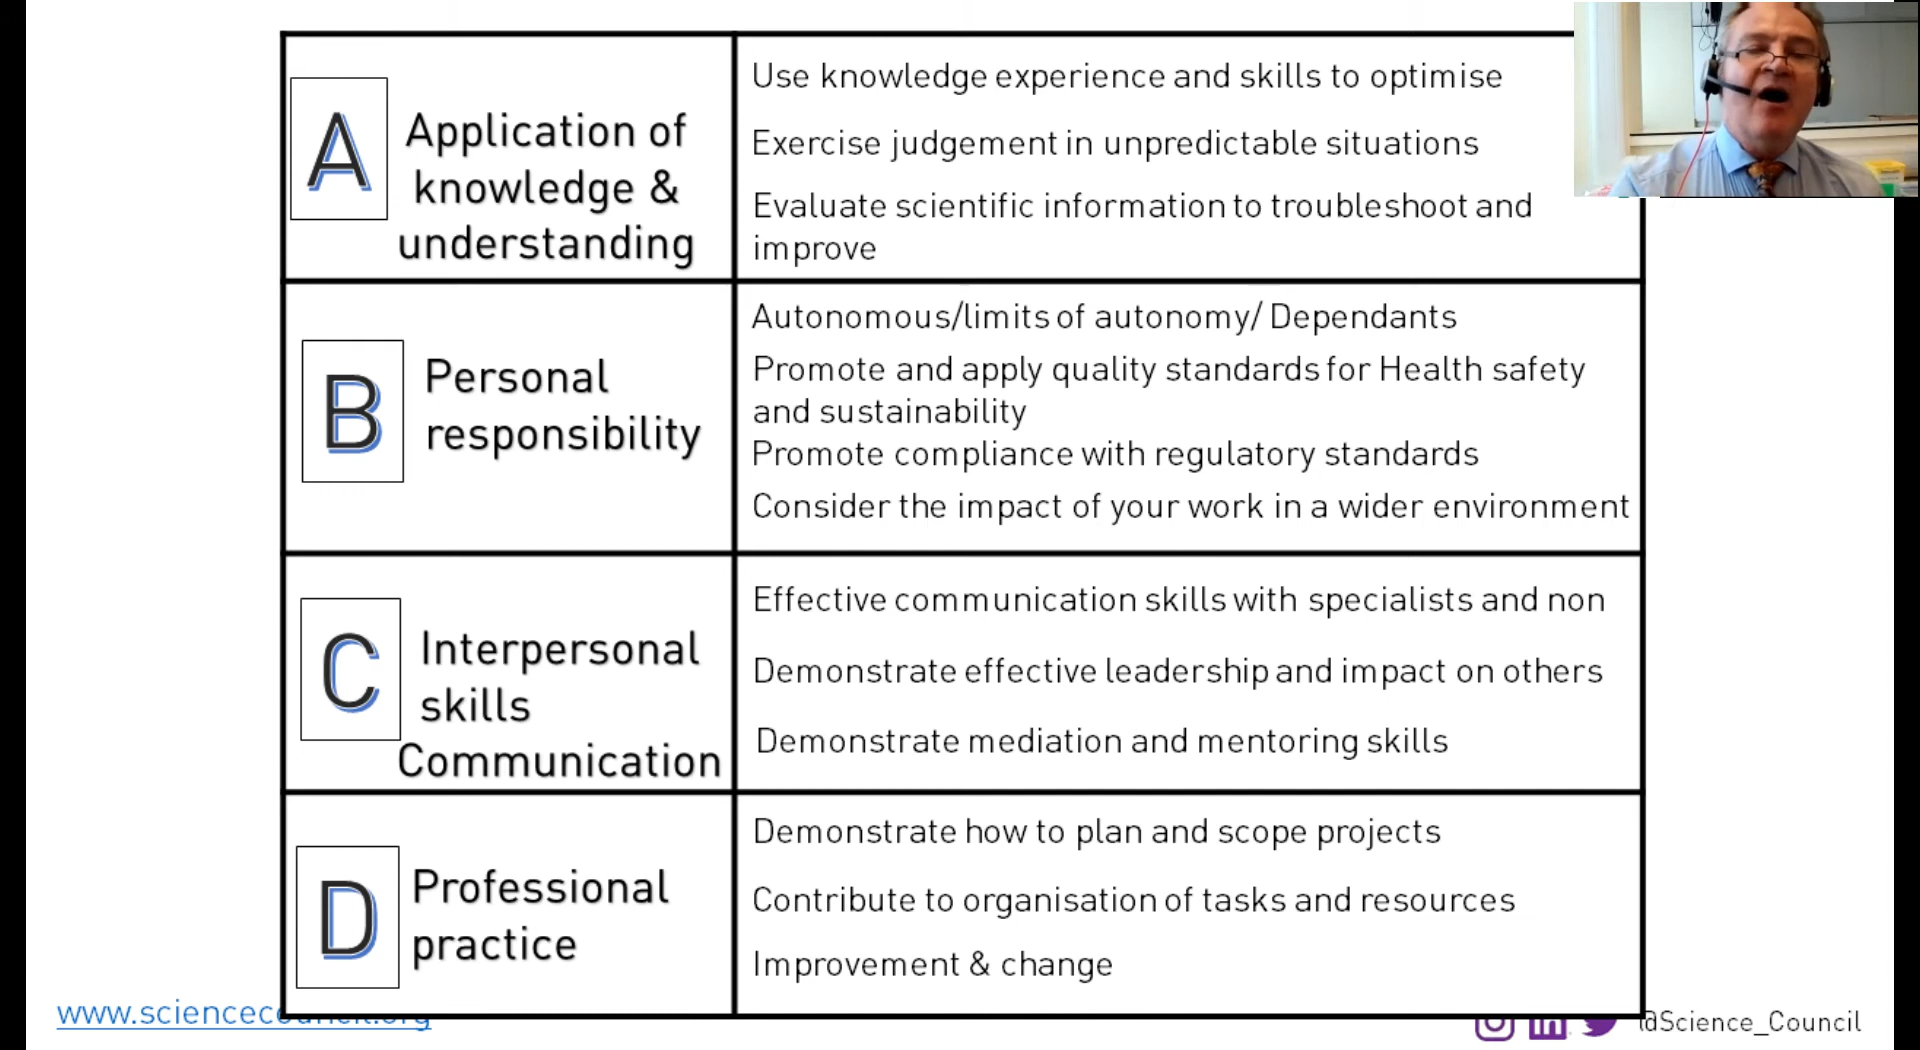 A
Application of
knowledge &
understanding
Use knowledge experience and skills to optimise
Exercise judgement in unpredictable situations
Evaluate scientific information to troubleshoot and
improve
B
Personal
responsibility
Autonomous/limits of autonomy/ Dependants
Promote and apply quality standards for Health safety
and sustainability
Promote compliance with regulatory standards
Consider the impact of your work in a wider environment
C
Interpersonal
skills
Communication
Effective communication skills with specialists and non
Demonstrate effective leadership and impact on others
Demonstrate mediation and mentoring skills
D
Professional
practice
Demonstrate how to plan and scope projects
Contribute to organisation of tasks and resources
Improvement & change
www.sciencecouncil.org
in
@Science_Council